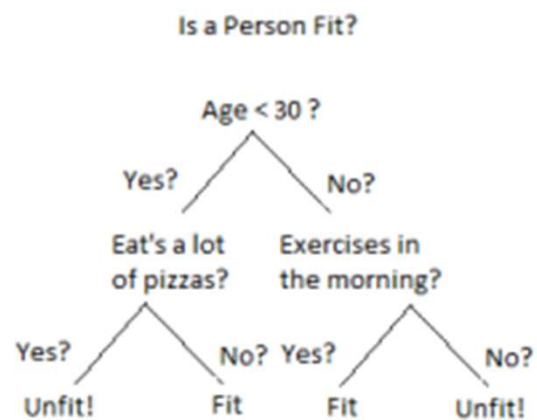 Is a Person Fit?
Age < 30 ?
Yes?
No?
Eat's a lot
of pizzas?
Exercises in
the morning?
Yes?
No?
Yes?
No?
Unfit!
Fit
Fit
Unfit!